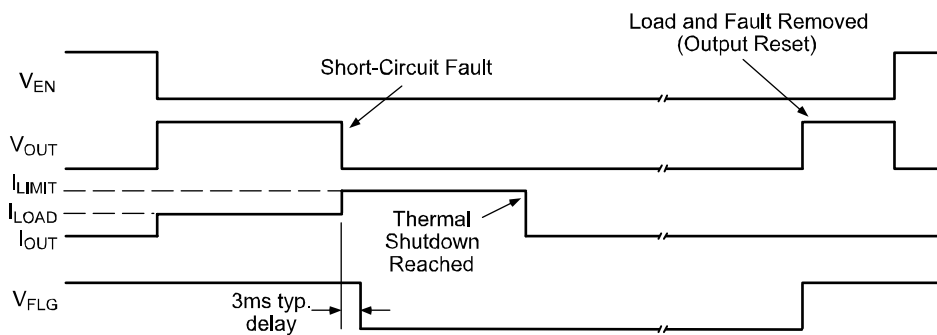 Load and Fault Removed
(Output Reset)
VEN
Short-Circuit Fault
VOUT
ILIMIT
ILOAD
IOUT
Thermal
Shutdown
Reached
VFLG
3ms typ.
delay